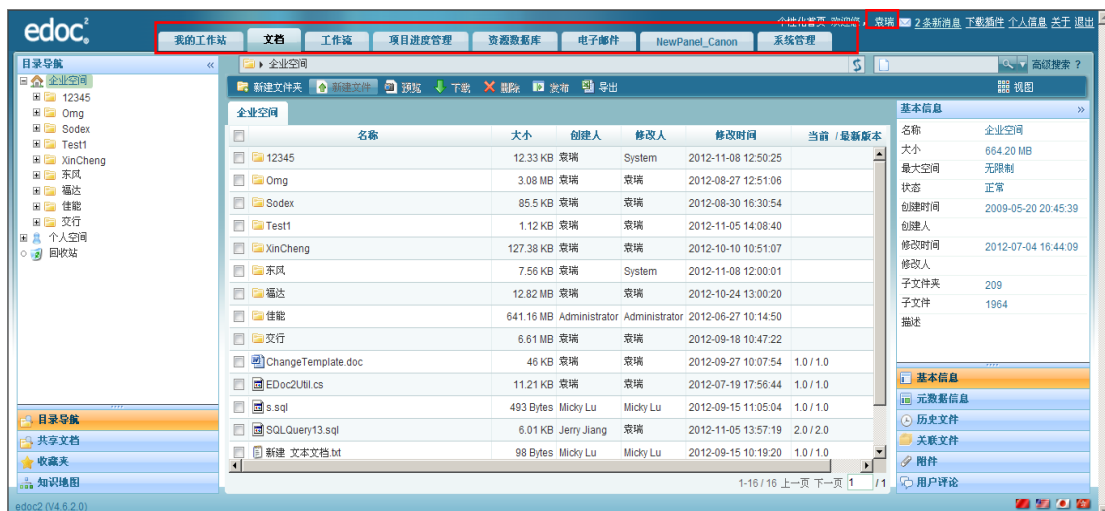 个性化首页 欢迎您， 袁瑞 2条新消息 下载插件 个人信息 关于 退出
edoc2
我的工作站 文档 工作流 项目进度管理 资源数据库 电子邮件 NewPanel_Canon 系统管理
目录导航 «
企业空间
高级搜索 ?
企业空间
12345
Omg
Sodex
Test1
XinCheng
东风
福达
佳能
交行
个人空间
回收站
新建文件夹 新建文件 预览 下载 删除 发布 导出
视图
企业空间
名称 大小 创建人 修改人 修改时间 当前 / 最新版本
12345 12.33 KB 袁瑞 System 2012-11-08 12:50:25
Omg 3.08 MB 袁瑞 袁瑞 2012-08-27 12:51:06
Sodex 85.5 KB 袁瑞 袁瑞 2012-08-30 16:30:54
Test1 1.12 KB 袁瑞 袁瑞 2012-11-05 14:08:40
XinCheng 127.38 KB 袁瑞 袁瑞 2012-10-10 10:51:07
东风 7.56 KB 袁瑞 System 2012-11-08 12:00:01
福达 12.82 MB 袁瑞 袁瑞 2012-10-24 13:00:20
佳能 641.16 MB Administrator Administrator 2012-06-27 10:14:50
交行 6.61 MB 袁瑞 袁瑞 2012-09-18 10:47:22
ChangeTemplate.doc 46 KB 袁瑞 袁瑞 2012-09-27 10:07:54 1.0 / 1.0
EDoc2Util.cs 11.21 KB 袁瑞 袁瑞 2012-07-19 17:56:44 1.0 / 1.0
s.sql 493 Bytes Micky Lu Micky Lu 2012-09-15 11:05:04 1.0 / 1.0
SQLQuery13.sql 6.01 KB Jerry Jiang 袁瑞 2012-11-05 13:57:19 2.0 / 2.0
新建 文本文档.txt 98 Bytes Micky Lu Micky Lu 2012-09-15 10:19:20 1.0 / 1.0
1-16 / 16 上一页 下一页 1 / 1
基本信息 »
名称 企业空间
大小 664.20 MB
最大空间 无限制
状态 正常
创建时间 2009-05-20 20:45:39
创建人
修改时间 2012-07-04 16:44:09
修改人
子文件夹 209
子文件 1964
描述
基本信息
元数据信息
历史文件
关联文件
附件
用户评论
目录导航
共享文档
收藏夹
知识地图
edoc2 (V4.6.2.0)